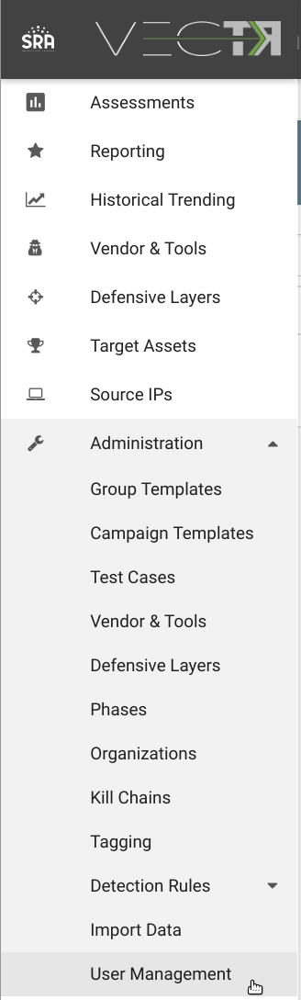 SRA
VECTR
Assessments
Reporting
Historical Trending
Vendor & Tools
Defensive Layers
Target Assets
Source IPs
Administration
Group Templates
Campaign Templates
Test Cases
Vendor & Tools
Defensive Layers
Phases
Organizations
Kill Chains
Tagging
Detection Rules
Import Data
User Management